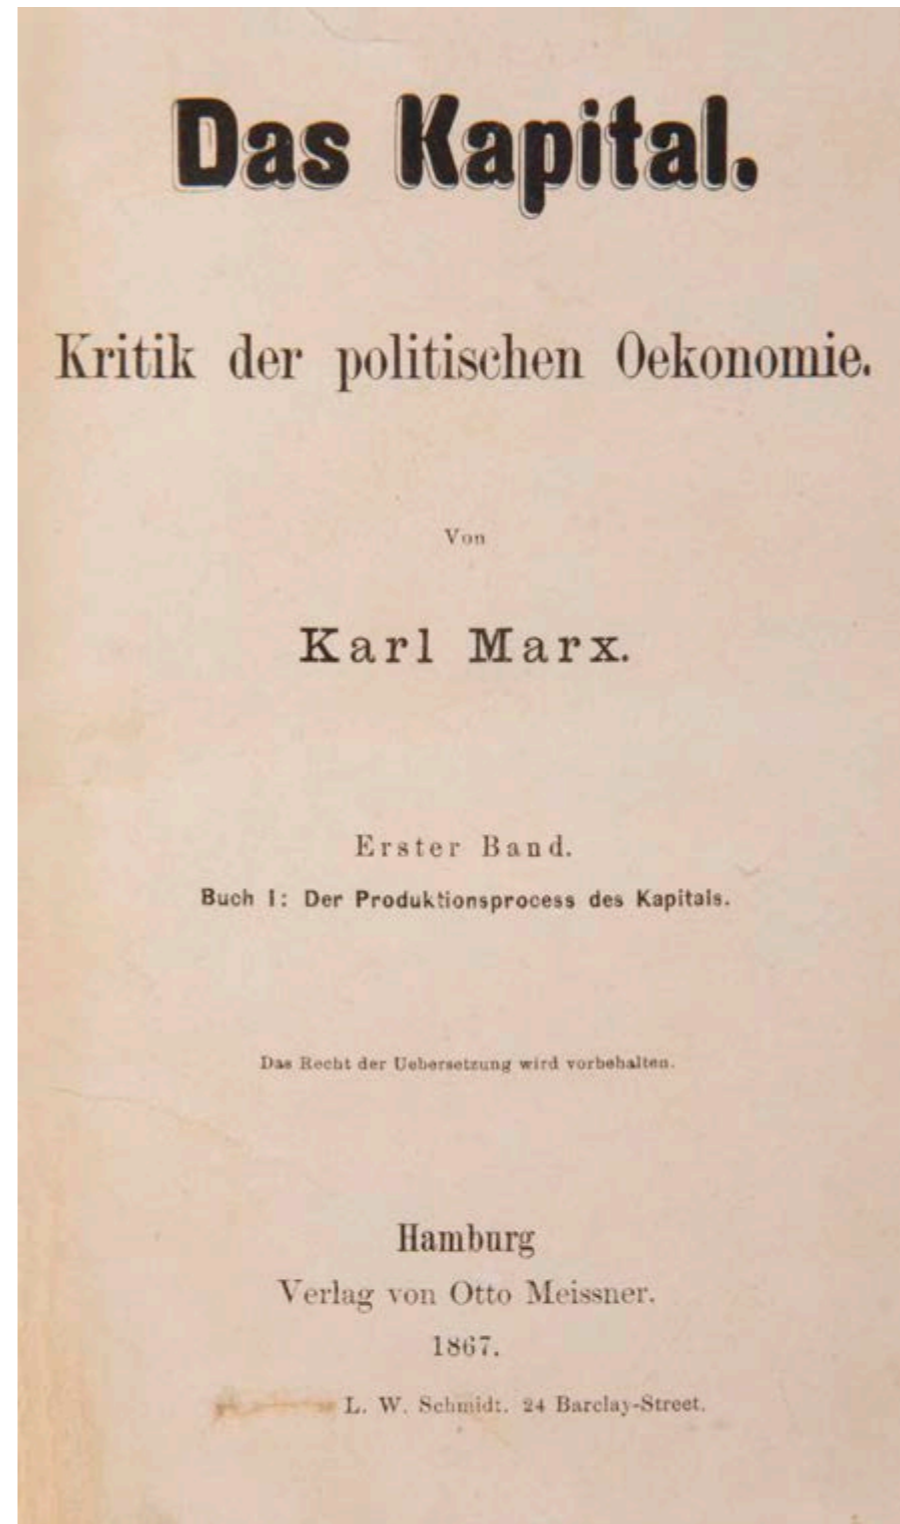 Das Kapital.
Kritik der politischen Oekonomie.
Von
Karl Marx.
Erster Band.
Buch I: Der Produktionsprocess des Kapitals.
Das Recht der Uebersetzung wird vorbehalten.
Hamburg
Verlag von Otto Meissner.
1867.
L. W. Schmidt. 24 Barclay-Street.